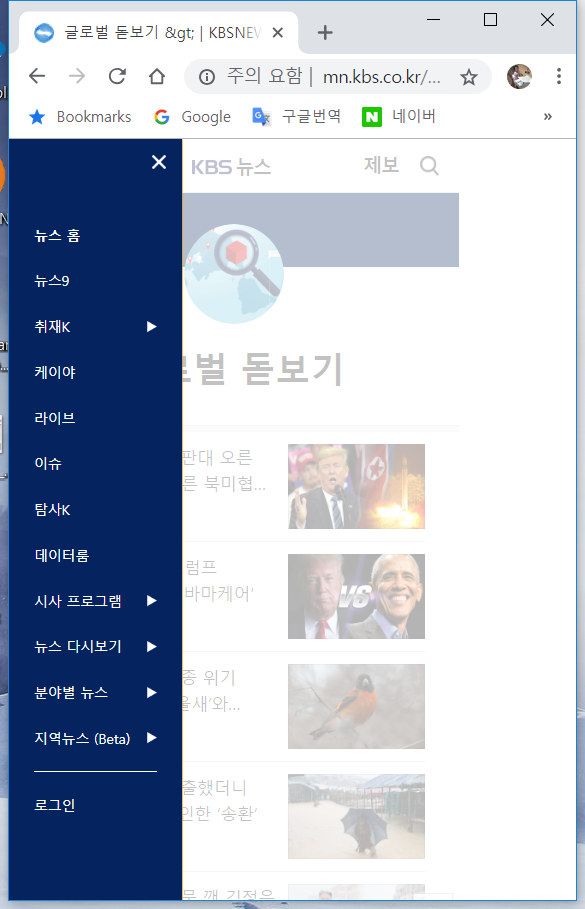 글로벌 돋보기 &gt; | KBSNEW
주의 요함 | mn.kbs.co.kr/...
Bookmarks Google 구글번역 네이버 »
KBS 뉴스 제보
뉴스 홈
뉴스9
취재K
케이야
라이브
이슈
탐사K
데이터룸
시사 프로그램
뉴스 다시보기
분야별 뉴스
지역뉴스 (Beta)
로그인
벌 돋보기
판대 오른
른 북미협...
럼프
VS
바마케어'
종 위기
울새'와...
출했더니
인한 '송환'